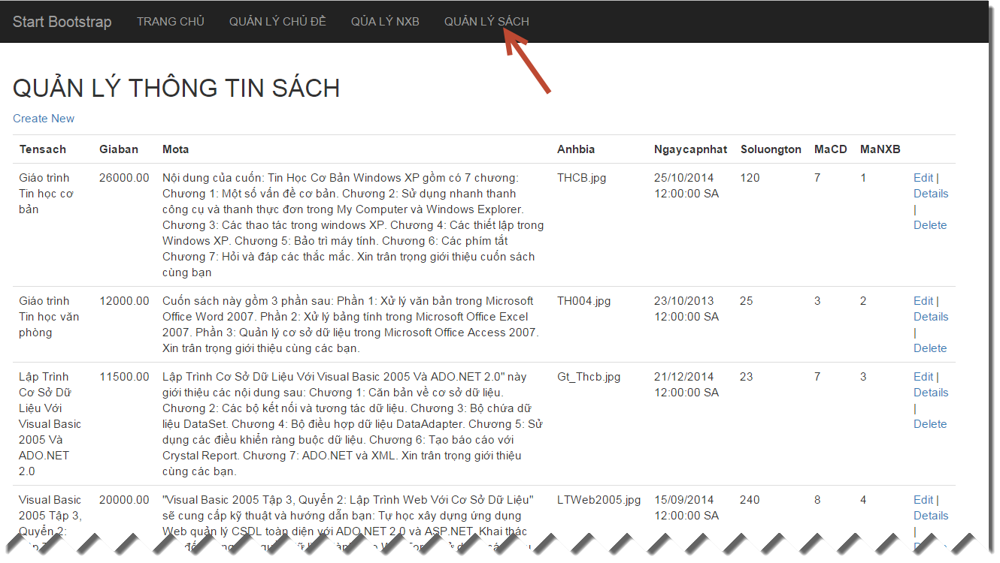 Start Bootstrap TRANG CHỦ QUẢN LÝ CHỦ ĐỀ QỦA LÝ NXB QUẢN LÝ SÁCH
QUẢN LÝ THÔNG TIN SÁCH
Create New
Tensach Giaban Mota Anhbia Ngaycapnhat Soluongton MaCD MaNXB
Giáo trình 26000.00 Nội dung của cuốn: Tin Học Cơ Bản Windows XP gồm có 7 chương: THCB.jpg 25/10/2014 120 7 1 Edit |
Tin học cơ Chương 1: Một số vấn đề cơ bản. Chương 2: Sử dụng nhanh thanh 12:00:00 SA Details
bản công cụ và thanh thực đơn trong My Computer và Windows Explorer. |
Chương 3: Các thao tác trong windows XP. Chương 4: Các thiết lập trong Delete
Windows XP. Chương 5: Bảo trì máy tính. Chương 6: Các phím tắt
Chương 7: Hỏi và đáp các thắc mắc. Xin trân trọng giới thiệu cuốn sách
cùng bạn
Giáo trình 12000.00 Cuốn sách này gồm 3 phần sau: Phần 1: Xử lý văn bản trong Microsoft TH004.jpg 23/10/2013 25 3 2 Edit |
Tin học văn Office Word 2007. Phần 2: Xử lý bảng tính trong Microsoft Office Excel 12:00:00 SA Details
phòng 2007. Phần 3: Quản lý cơ sở dữ liệu trong Microsoft Office Access 2007. |
Xin trân trọng giới thiệu cùng các bạn. Delete
Lập Trình 11500.00 Lập Trình Cơ Sở Dữ Liệu Với Visual Basic 2005 Và ADO.NET 2.0" này Gt_Thcb.jpg 21/12/2014 23 7 3 Edit |
Cơ Sở Dữ giới thiệu các nội dung sau: Chương 1: Căn bản về cơ sở dữ liệu. 12:00:00 SA Details
Liệu Với Chương 2: Các bộ kết nối và tương tác dữ liệu. Chương 3: Bộ chứa dữ |
Visual Basic liệu DataSet. Chương 4: Bộ điều hợp dữ liệu DataAdapter. Chương 5: Sử Delete
2005 Và dụng các điều khiển ràng buộc dữ liệu. Chương 6: Tạo báo cáo với
ADO.NET Crystal Report. Chương 7: ADO.NET và XML. Xin trân trọng giới thiệu
2.0 cùng các bạn.
Visual Basic 20000.00 "Visual Basic 2005 Tập 3, Quyển 2: Lập Trình Web Với Cơ Sở Dữ Liệu" LTWeb2005.jpg 15/09/2014 240 8 4 Edit |
2005 Tập 3, sẽ cung cấp kỹ thuật và hướng dẫn bạn: Tự học xây dựng ứng dụng 12:00:00 SA Details
Quyển 2: Web quản lý CSDL toàn diện với ADO.NET 2.0 và ASP.NET. Khai thác |